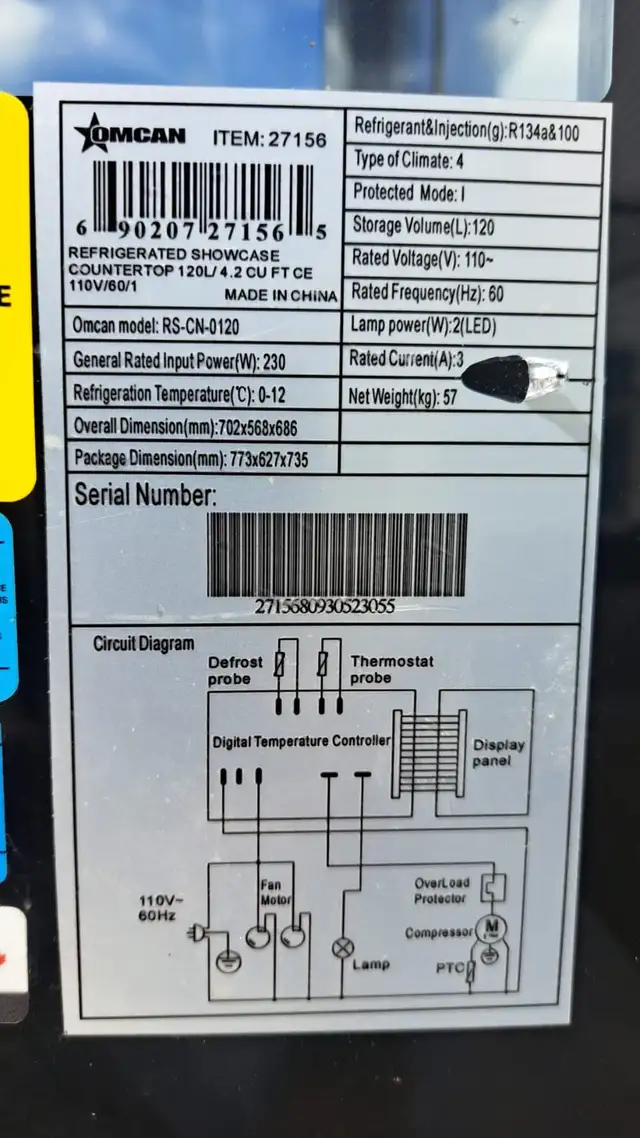 OMCAN
ITEM: 27156
6 90207 27156 5
REFRIGERATED SHOWCASE
COUNTERTOP 120L/ 4.2 CU FT CE
110V/60/1
MADE IN CHINA
Refrigerant&Injection(g):R134a&100
Type of Climate: 4
Protected Mode: I
Storage Volume(L):120
Rated Voltage(V): 110~
Rated Frequency(Hz): 60
Omcan model: RS-CN-0120
Lamp power(W):2(LED)
General Rated Input Power(W): 230
Rated Current(A):3
Refrigeration Temperature(℃): 0-12
Net Weight(kg): 57
Overall Dimension(mm):702x568x686
Package Dimension(mm): 773x627x735
Serial Number:
2715680930523055
Circuit Diagram
Defrost
probe
Thermostat
probe
Digital Temperature Controller
Display
panel
110V~
60Hz
Fan
Motor
Lamp
OverLoad
Protector
Compressor
M
PTC
E